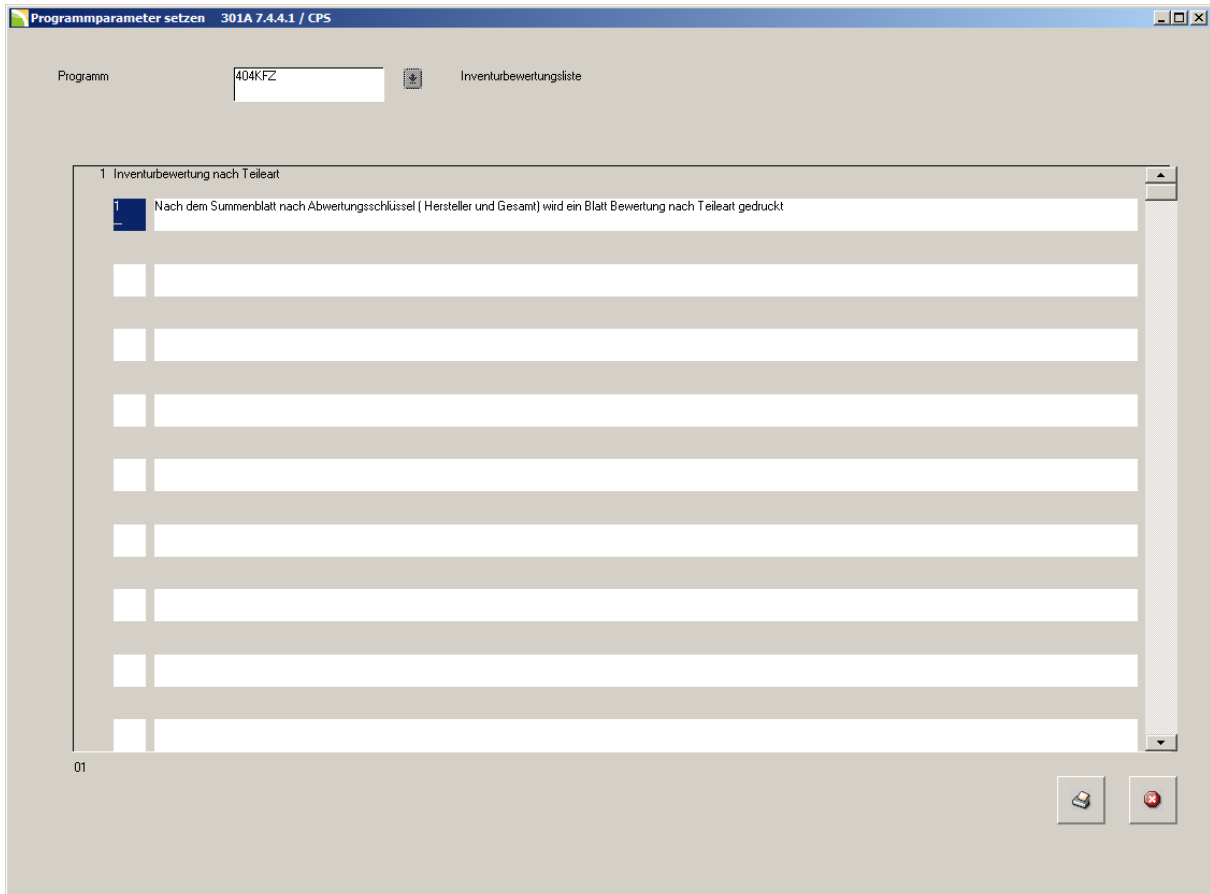 Programmparameter setzen 301A 7.4.4.1 / CPS
Programm 404KFZ Inventurbewertungsliste
1 Inventurbewertung nach Teileart
1 Nach dem Summenblatt nach Abwertungsschlüssel ( Hersteller und Gesamt) wird ein Blatt Bewertung nach Teileart gedruckt
01